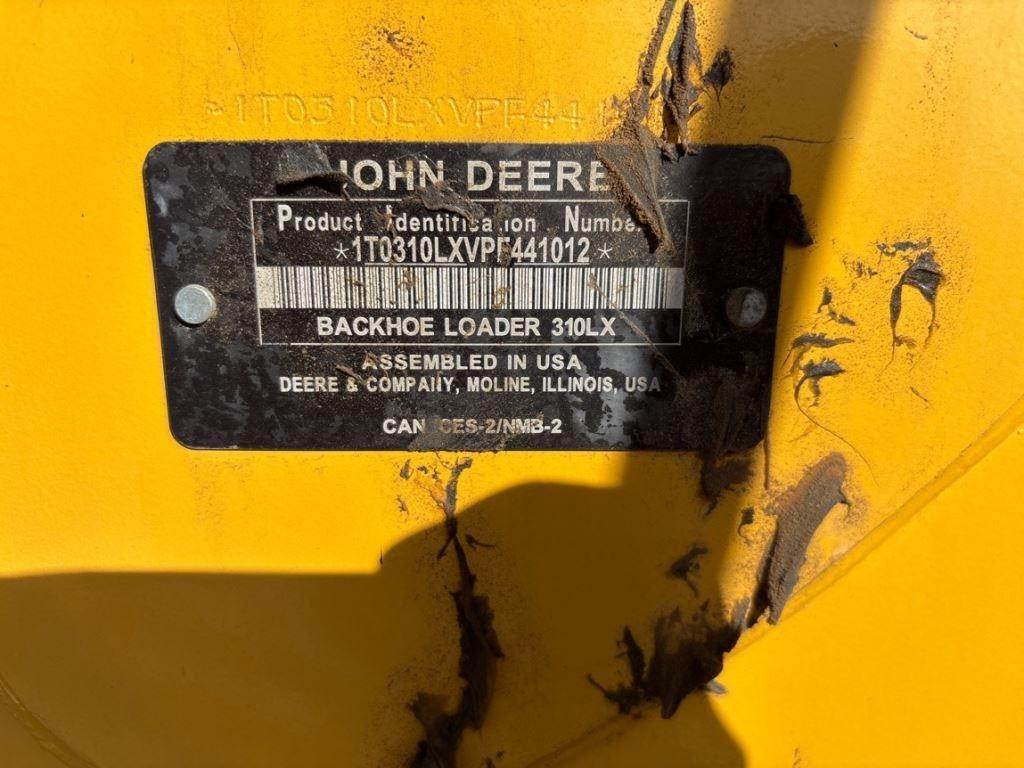 *1T0310LXVPF441
JOHN DEERE
Product Identification Number
*1T0310LXVPF441012*
BACKHOE LOADER 310LX
ASSEMBLED IN USA
DEERE & COMPANY, MOLINE, ILLINOIS, USA
CAN ICES-2/NMB-2